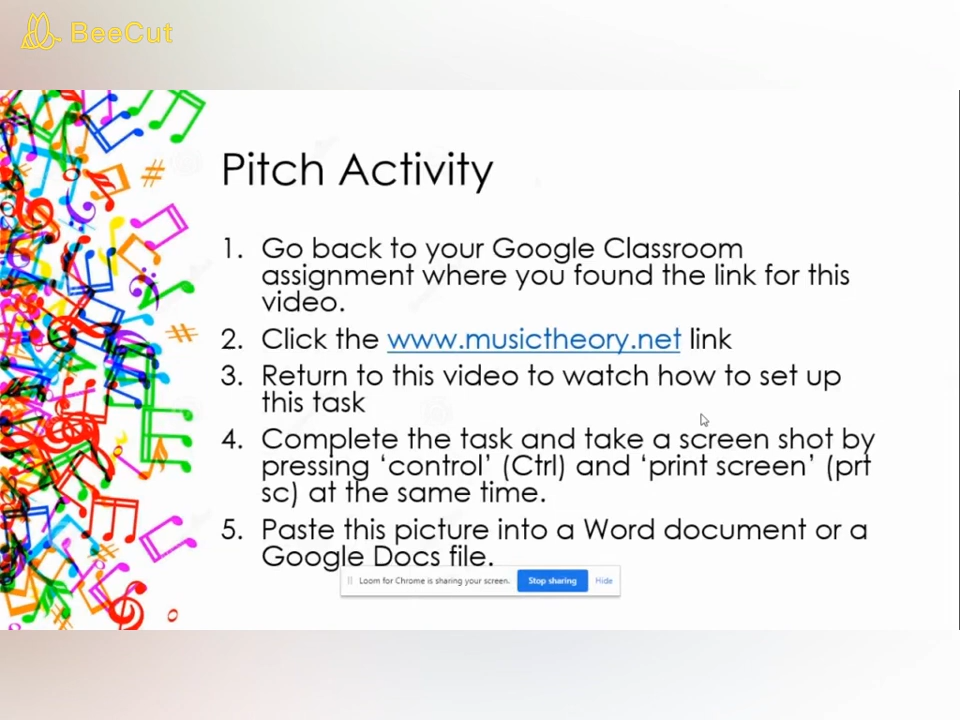 BeeCut
Pitch Activity
1. Go back to your Google Classroom
assignment where you found the link for this
video.
2. Click the www.musictheory.net link
3. Return to this video to watch how to set up
this task
4. Complete the task and take a screen shot by
pressing ‘control’ (Ctrl) and ‘print screen’ (prt
sc) at the same time.
5. Paste this picture into a Word document or a
Google Docs file.
Loom for Chrome is sharing your screen. Stop sharing Hide